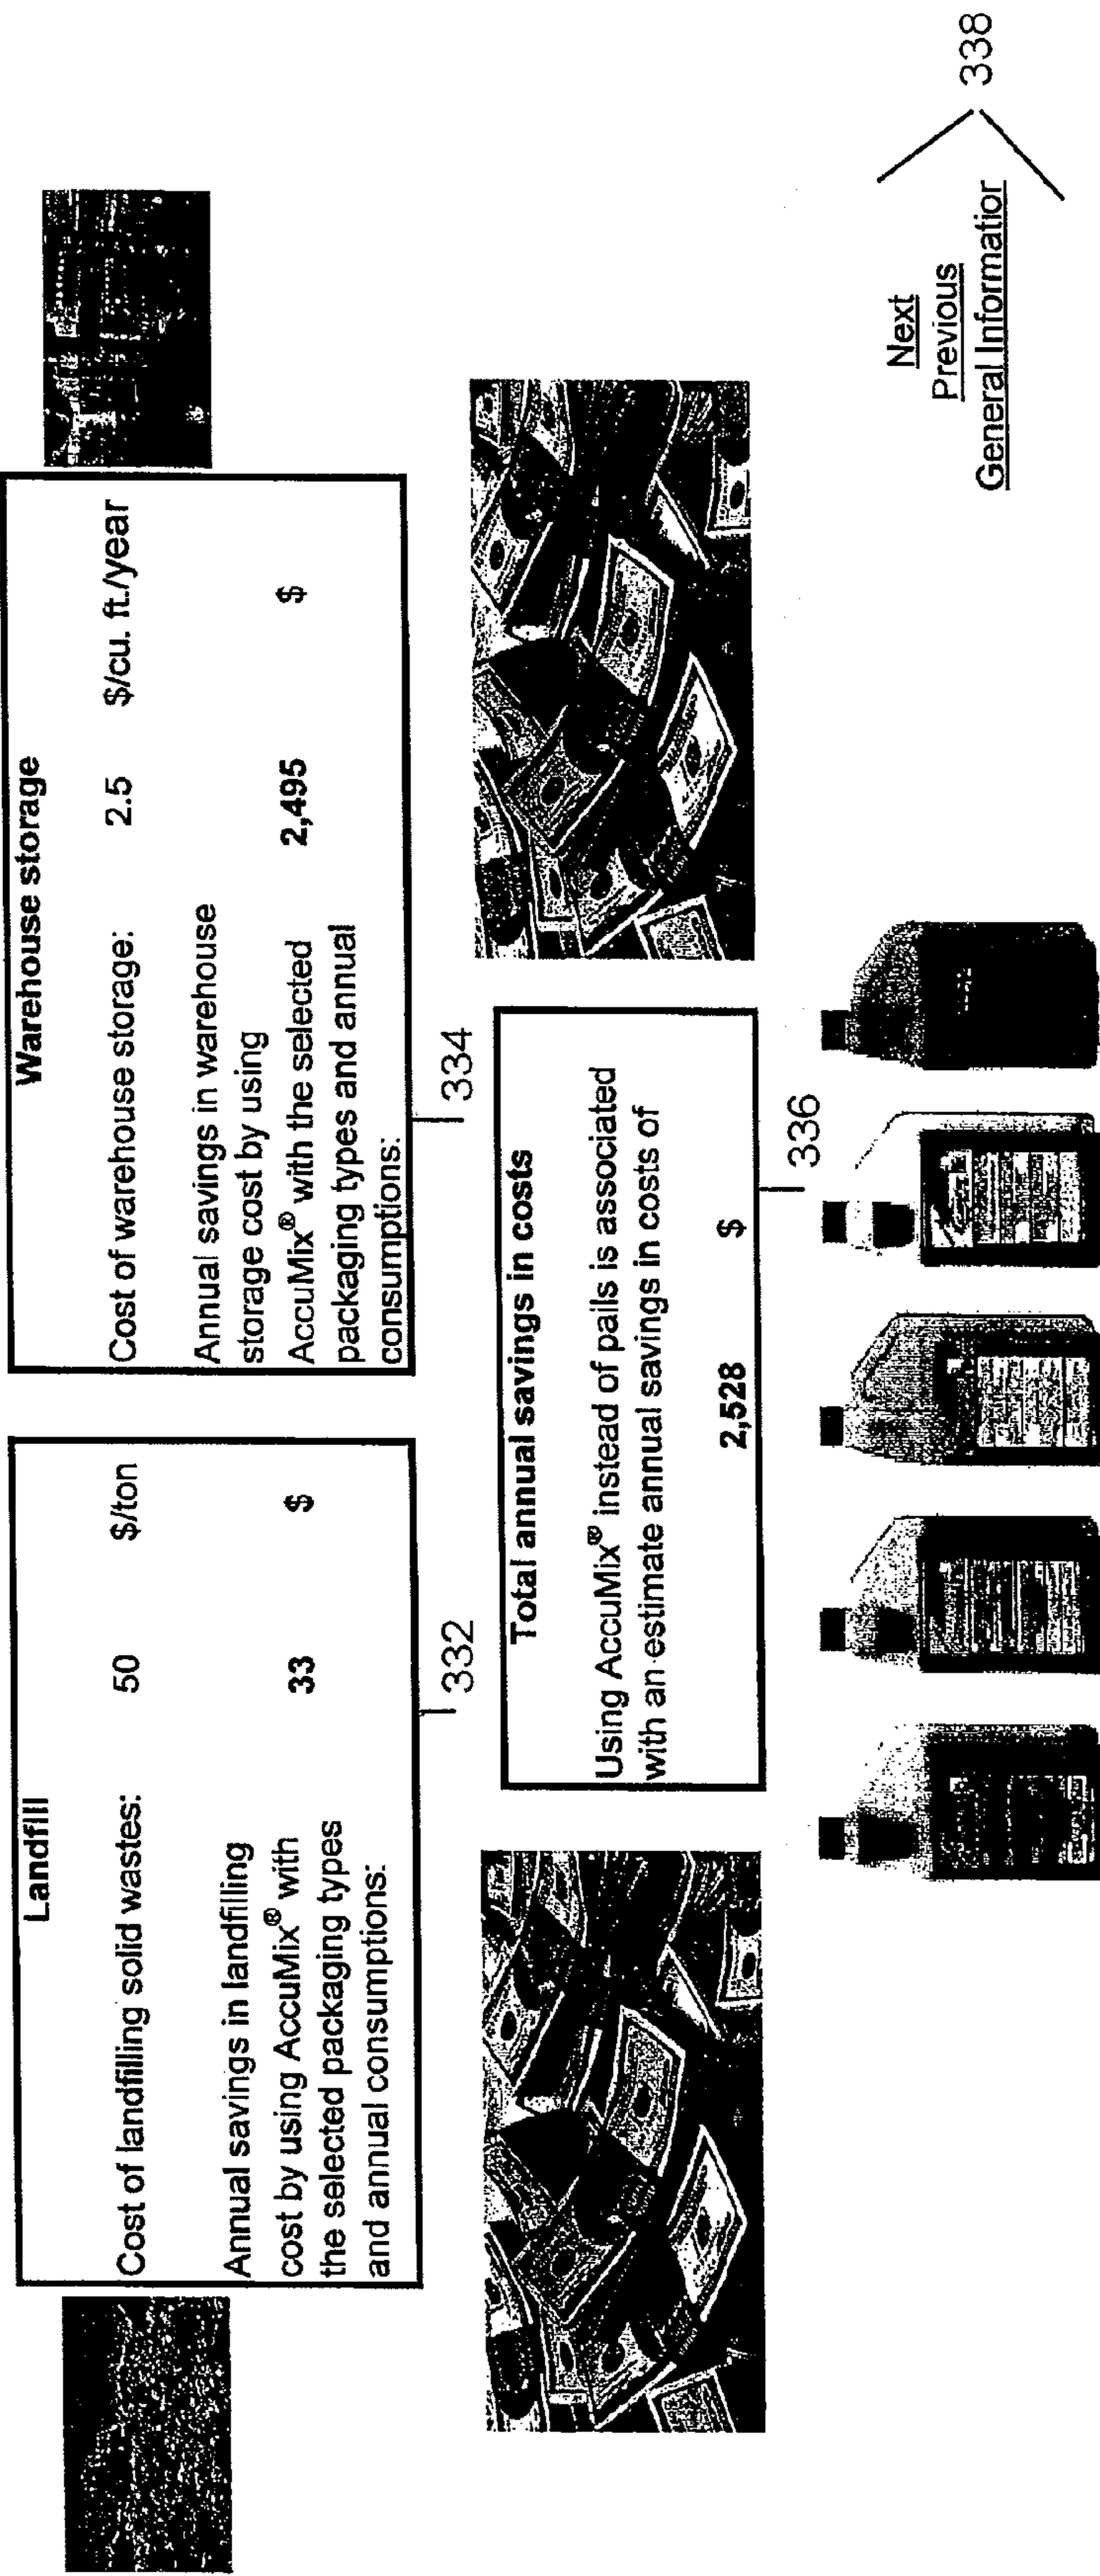 Landfill
Cost of landfilling solid wastes: 50 $/ton
Annual savings in landfilling
cost by using AccuMix® with 33 $
the selected packaging types
and annual consumptions:
332
Warehouse storage
Cost of warehouse storage: 2.5 $/cu. ft./year
Annual savings in warehouse
storage cost by using
AccuMix® with the selected 2,495 $
packaging types and annual
consumptions:
334
Total annual savings in costs
Using AccuMix® instead of pails is associated
with an estimate annual savings in costs of
2,528 $
336
Next
Previous
General Informatior
338